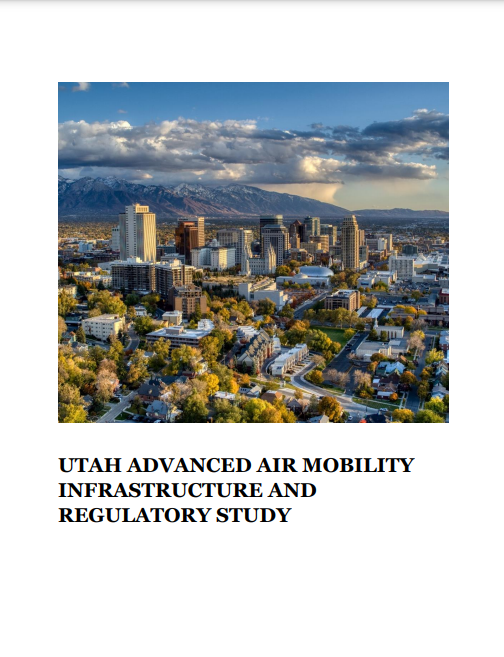 UTAH ADVANCED AIR MOBILITY
INFRASTRUCTURE AND
REGULATORY STUDY